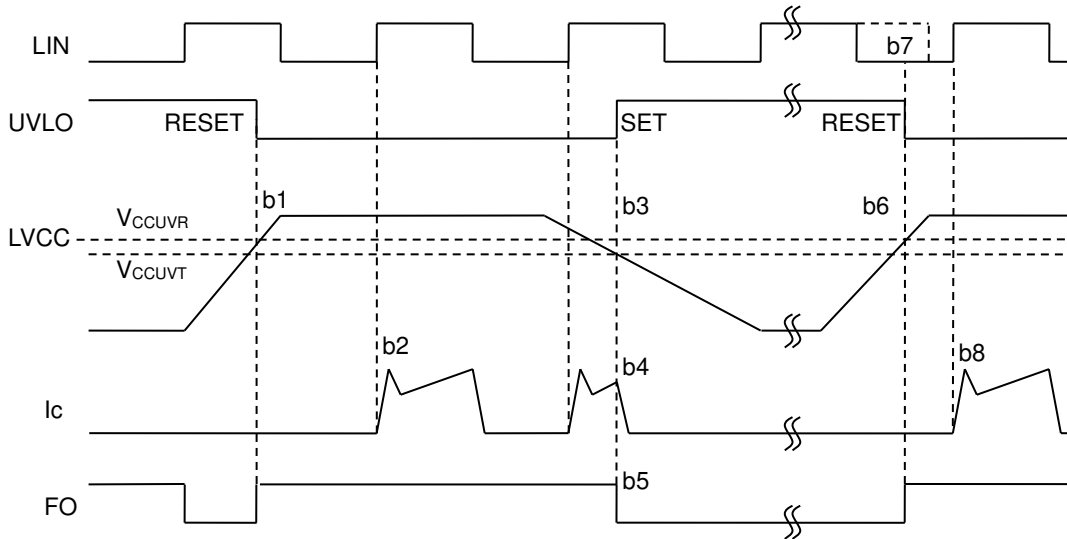 LIN
b7
UVLO
RESET
SET
RESET
b1
b3
b6
VCCUVR
LVCC
VCCUVT
b2
b4
b8
Ic
b5
FO